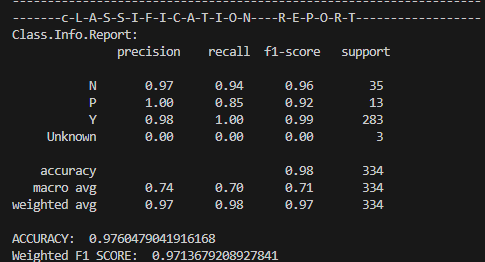 --------c-L-A-S-S-I-F-I-C-A-T-I-O-N----R-E-P-O-R-T------------------
Class.Info.Report:
precision recall f1-score support
N 0.97 0.94 0.96 35
P 1.00 0.85 0.92 13
Y 0.98 1.00 0.99 283
Unknown 0.00 0.00 0.00 3
accuracy 0.98 334
macro avg 0.74 0.70 0.71 334
weighted avg 0.97 0.98 0.97 334
ACCURACY: 0.9760479041916168
Weighted F1 SCORE: 0.9713679208927841